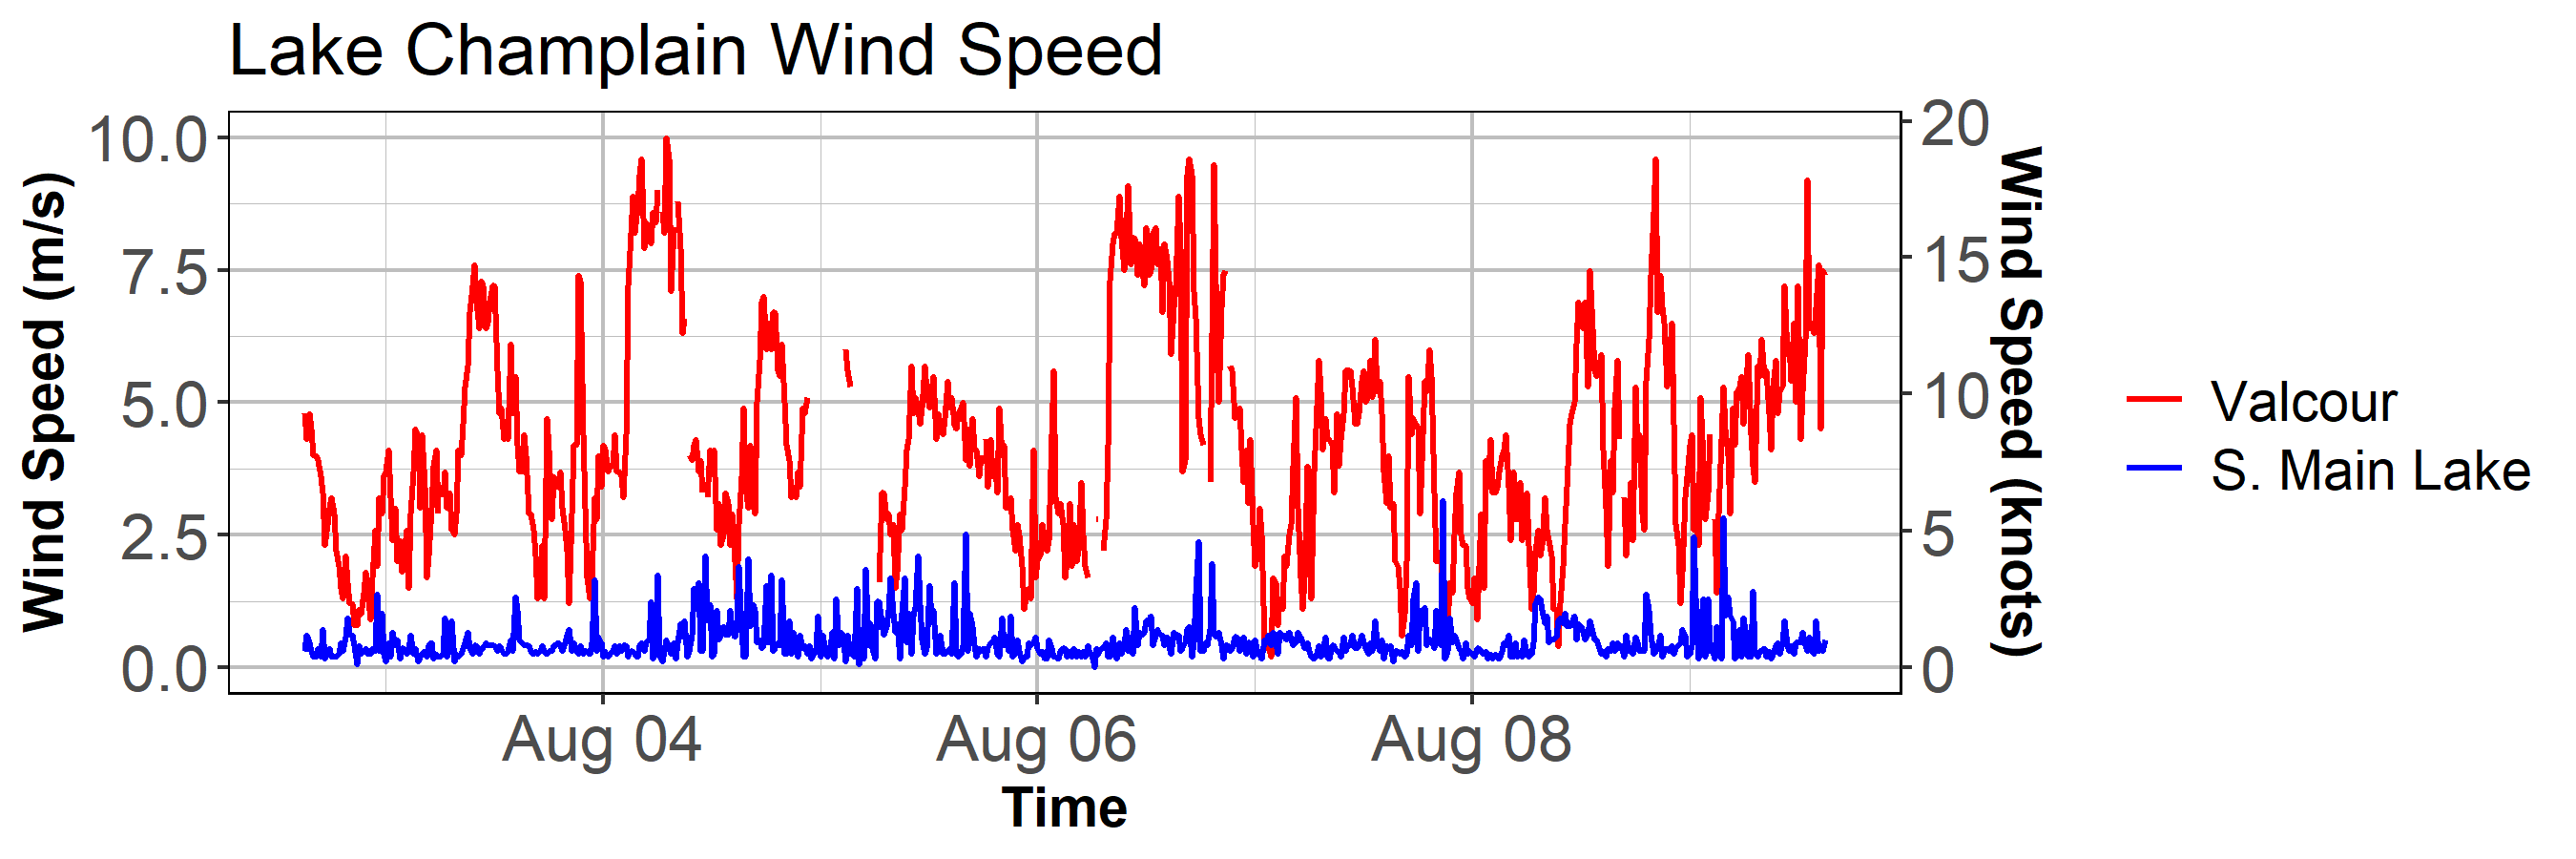 Lake Champlain Wind Speed
Wind Speed (m/s)
10.0
7.5
5.0
2.5
0.0
20
15
10
5
0
Wind Speed (knots)
Aug 04
Aug 06
Aug 08
Time
Valcour
S. Main Lake